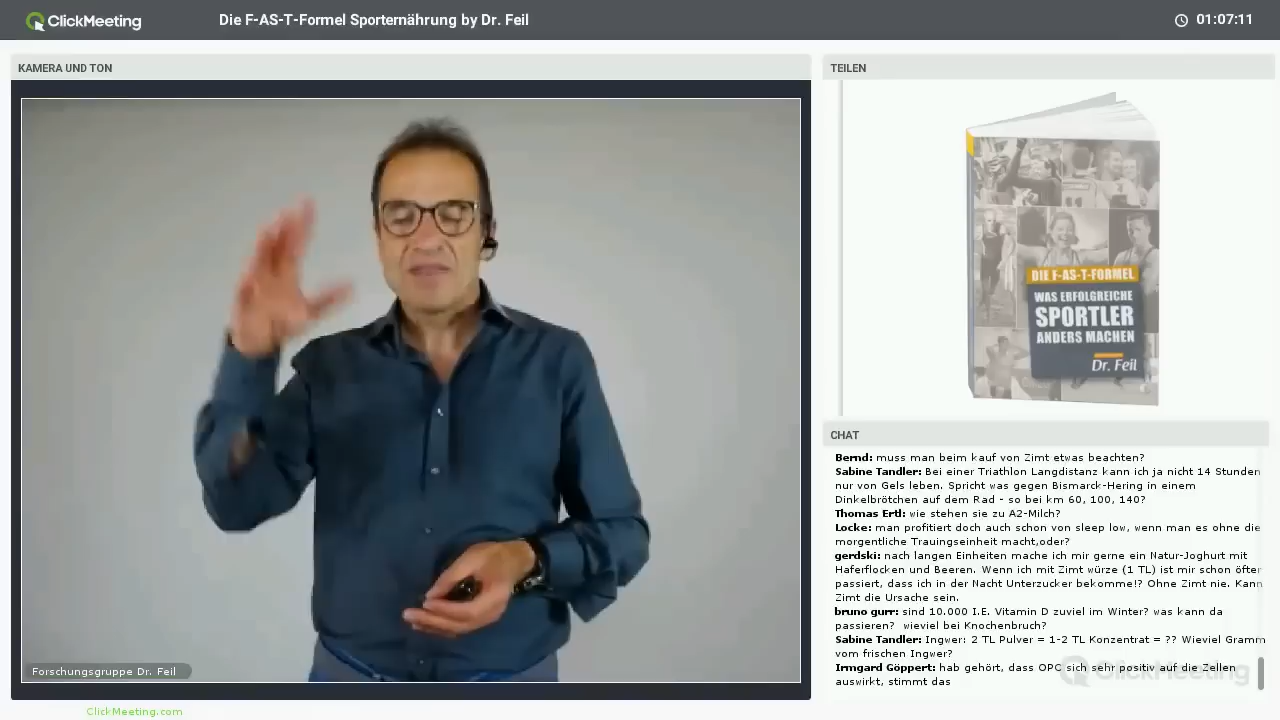 ClickMeeting
Die F-AS-T-Formel Sporternährung by Dr. Feil
01:07:11
KAMERA UND TON
Forschungsgruppe Dr. Feil
ClickMeeting.com
TEILEN
DIE F-AS-T-FORMEL
WAS ERFOLGREICHE
SPORTLER
ANDERS MACHEN
Dr. Feil
CHAT
Bernd: muss man beim kauf von Zimt etwas beachten?
Sabine Tandler: Bei einer Triathlon Langdistanz kann ich ja nicht 14 Stunden
nur von Gels leben. Spricht was gegen Bismarck-Hering in einem
Dinkelbrötchen auf dem Rad - so bei km 60, 100, 140?
Thomas Ertl: wie stehen sie zu A2-Milch?
Locke: man profitiert doch auch schon von sleep low, wenn man es ohne die
morgentliche Trauingseinheit macht,oder?
gerdski: nach langen Einheiten mache ich mir gerne ein Natur-Joghurt mit
Haferflocken und Beeren. Wenn ich mit Zimt würze (1 TL) ist mir schon öfter
passiert, dass ich in der Nacht Unterzucker bekomme!? Ohne Zimt nie. Kann
Zimt die Ursache sein.
bruno gurr: sind 10.000 I.E. Vitamin D zuviel im Winter? was kann da
passieren? wieviel bei Knochenbruch?
Sabine Tandler: Ingwer: 2 TL Pulver = 1-2 TL Konzentrat = ?? Wieviel Gramm
vom frischen Ingwer?
Irmgard Göppert: hab gehört, dass OPC sich sehr positiv auf die Zellen
auswirkt, stimmt das
ClickMeeting